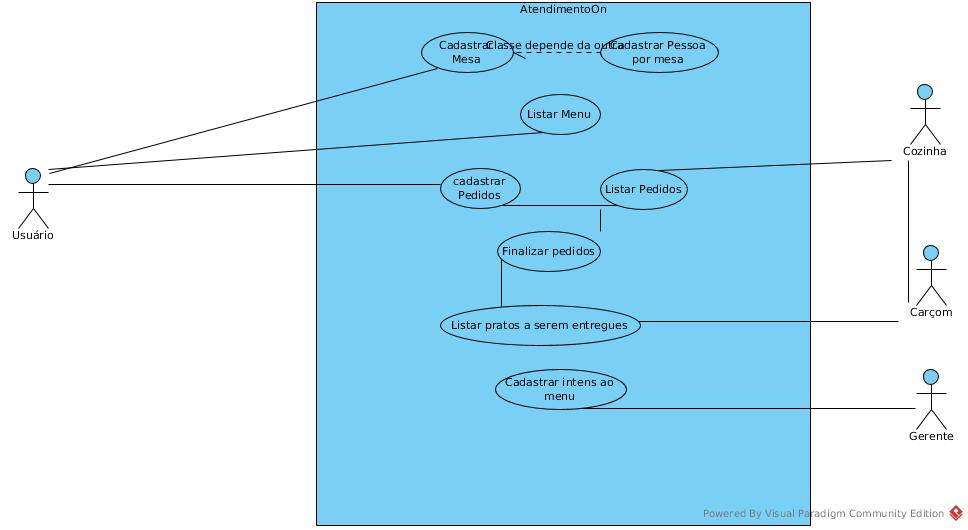 AtendimentoOn
Cadastrar
Mesa
Classe depende da outra
Cadastrar Pessoa
por mesa
Listar Menu
Cozinha
cadastrar
Pedidos
Listar Pedidos
Usuário
Finalizar pedidos
Carçom
Listar pratos a serem entregues
Cadastrar intens ao
menu
Gerente
Powered By Visual Paradigm Community Edition